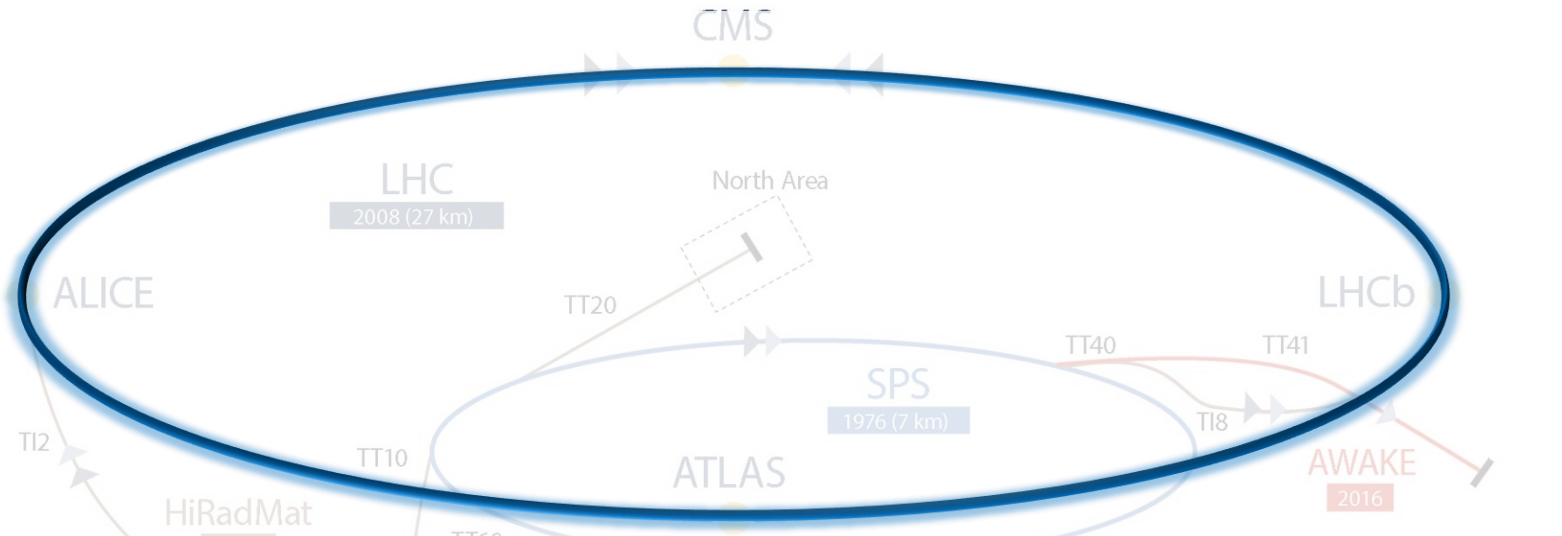 CMS
LHC
2008 (27 km)
North Area
ALICE
LHCb
TT20
TT40
TT41
SPS
1976 (7 km)
TI8
TI2
TT10
ATLAS
AWAKE
2016
HiRadMat